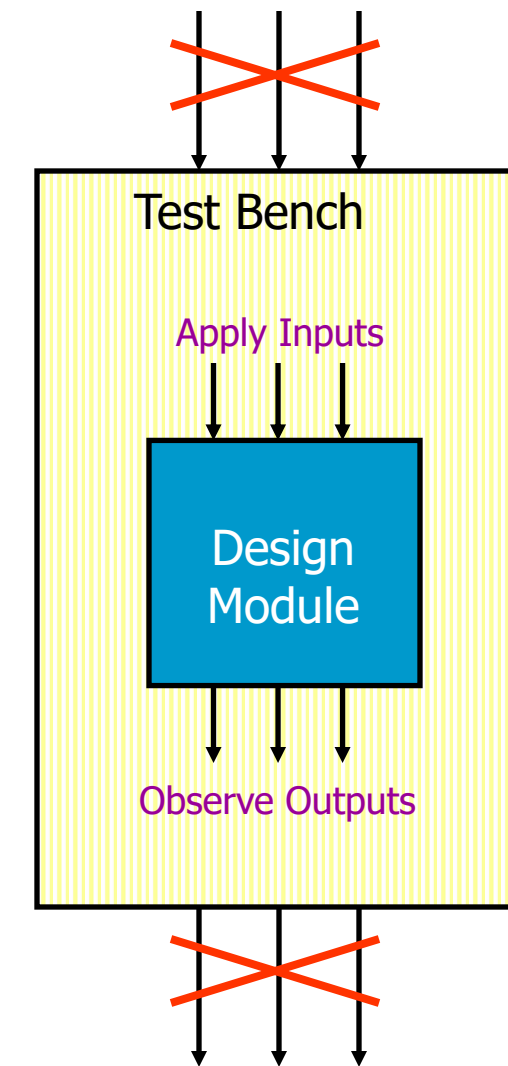 Test Bench
Apply Inputs
Design
Module
Observe Outputs